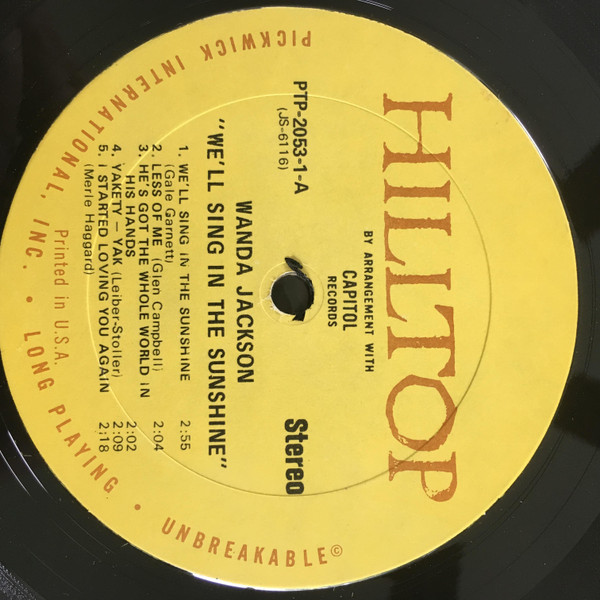 HILLTOP
BY ARRANGEMENT WITH
CAPITOL
RECORDS
PTP-2053-1-A
(JS-6116)
Stereo
WANDA JACKSON
"WE'LL SING IN THE SUNSHINE"
1. WE'LL SING IN THE SUNSHINE 2:55
(Gale Garnett)
2. LESS OF ME (Glen Campbell) 2:04
3. HE'S GOT THE WHOLE WORLD IN
HIS HANDS 2:02
4. YAKETY – YAK (Leiber-Stoller) 2:09
5. I STARTED LOVING YOU AGAIN 2:18
(Merle Haggard)
Printed in U.S.A.
PICKWICK INTERNATIONAL, INC. • LONG PLAYING • UNBREAKABLE©